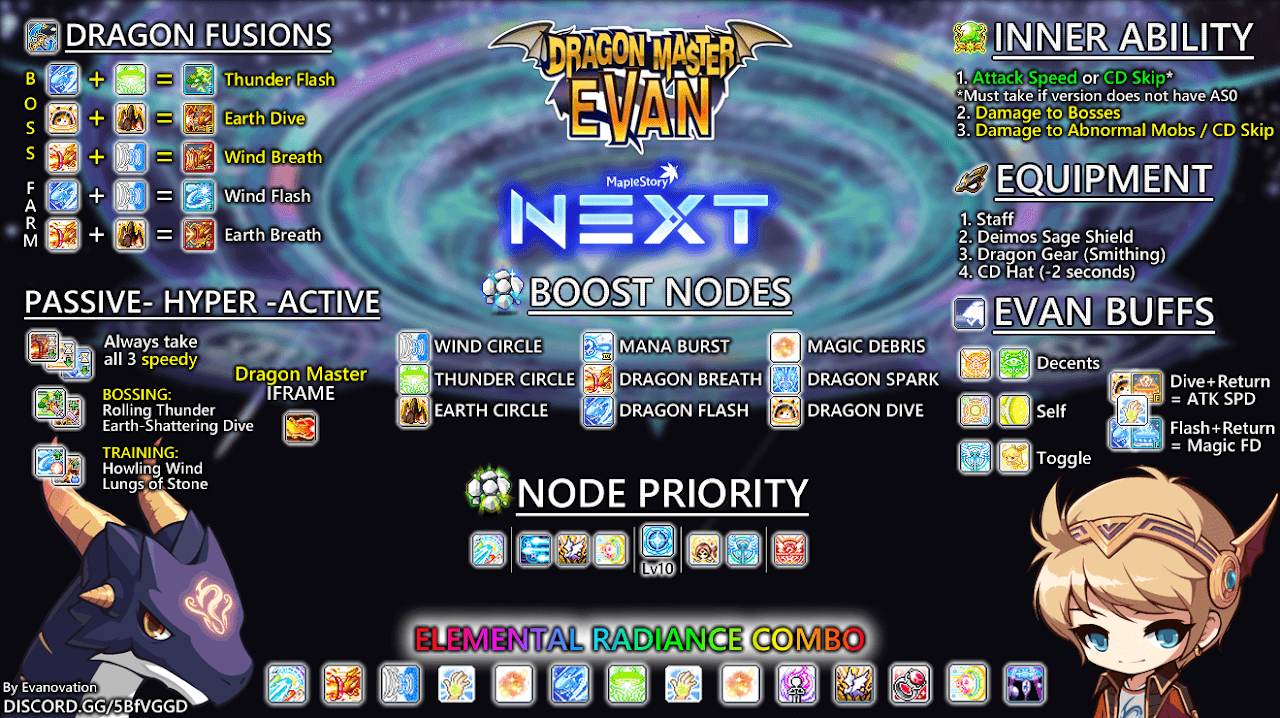 DRAGON FUSIONS
BOSS
+ = Thunder Flash
+ = Earth Dive
+ = Wind Breath
FARM
+ = Wind Flash
+ = Earth Breath
PASSIVE- HYPER -ACTIVE
Always take
all 3 speedy
BOSSING:
Rolling Thunder
Earth-Shattering Dive
TRAINING:
Howling Wind
Lungs of Stone
Dragon Master
IFRAME
DRAGON MASTER
EVAN
MapleStory
NEXT
BOOST NODES
WIND CIRCLE
MANA BURST
MAGIC DEBRIS
THUNDER CIRCLE
DRAGON BREATH
DRAGON SPARK
EARTH CIRCLE
DRAGON FLASH
DRAGON DIVE
NODE PRIORITY
Lv10
INNER ABILITY
1. Attack Speed or CD Skip*
*Must take if version does not have AS0
2. Damage to Bosses
3. Damage to Abnormal Mobs / CD Skip
EQUIPMENT
1. Staff
2. Deimos Sage Shield
3. Dragon Gear (Smithing)
4. CD Hat (-2 seconds)
EVAN BUFFS
Decents
Self
Toggle
Dive+Return
= ATK SPD
Flash+Return
= Magic FD
ELEMENTAL RADIANCE COMBO
By Evanovation
DISCORD.GG/5BfVGGD